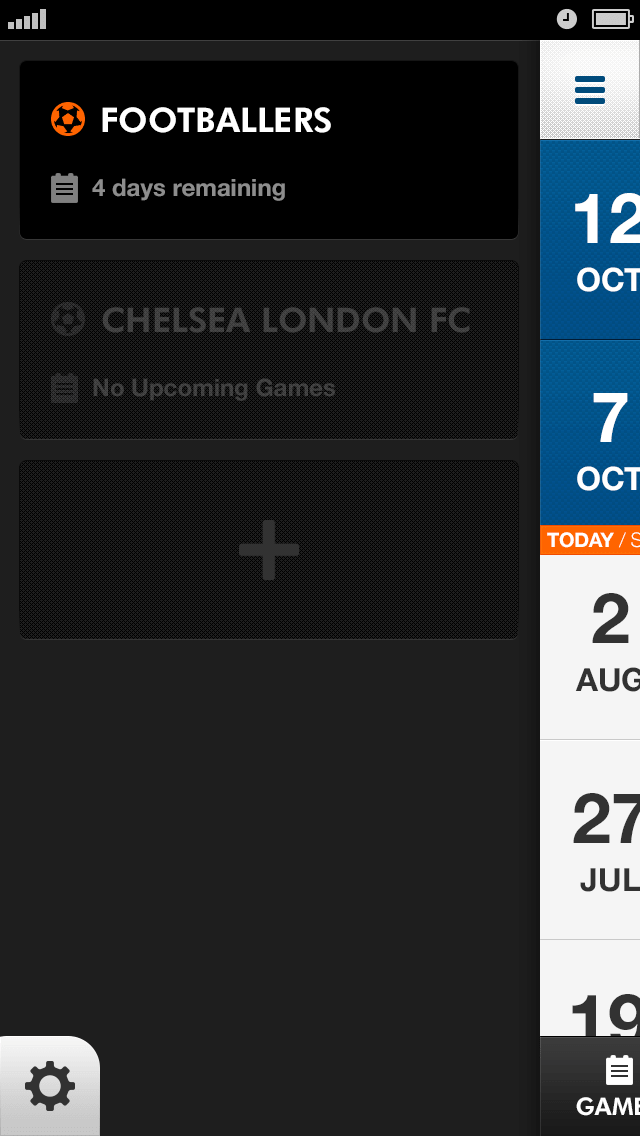 FOOTBALLERS
4 days remaining
CHELSEA LONDON FC
No Upcoming Games
12
OCT
7
OCT
TODAY / S
2
AUG
27
JUL
19
GAME